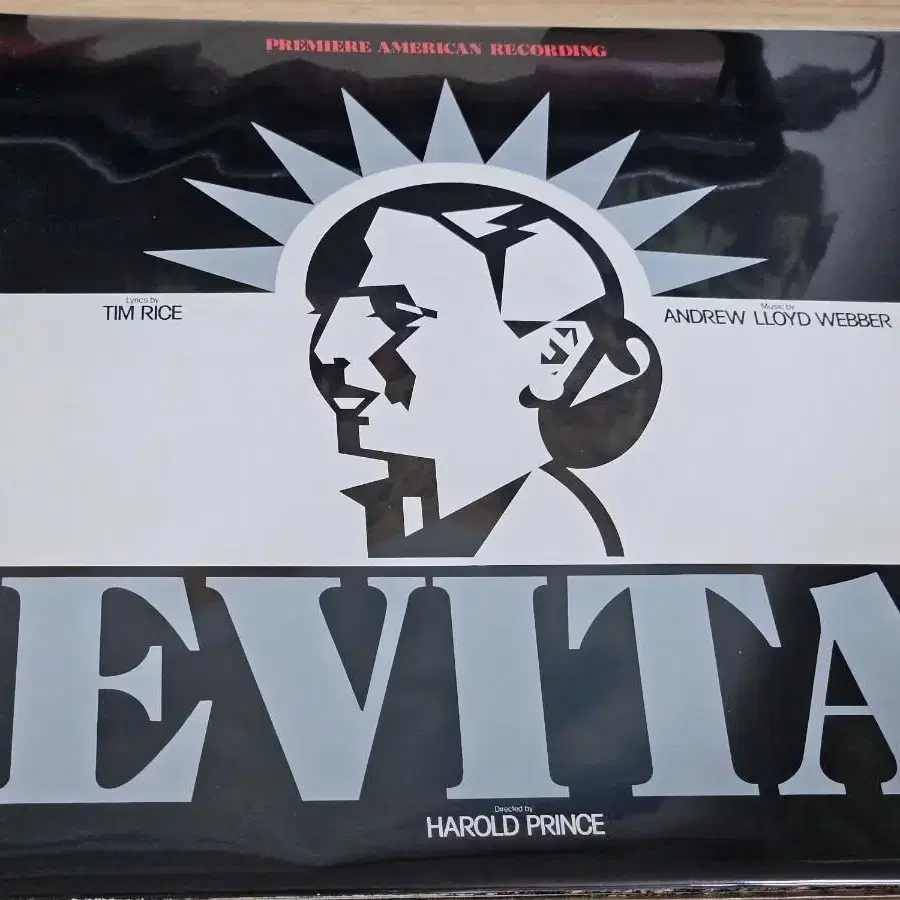 PREMIERE AMERICAN RECORDING
Lyrics by
TIM RICE
Music by
ANDREW LLOYD WEBBER
EVITA
Directed by
HAROLD PRINCE